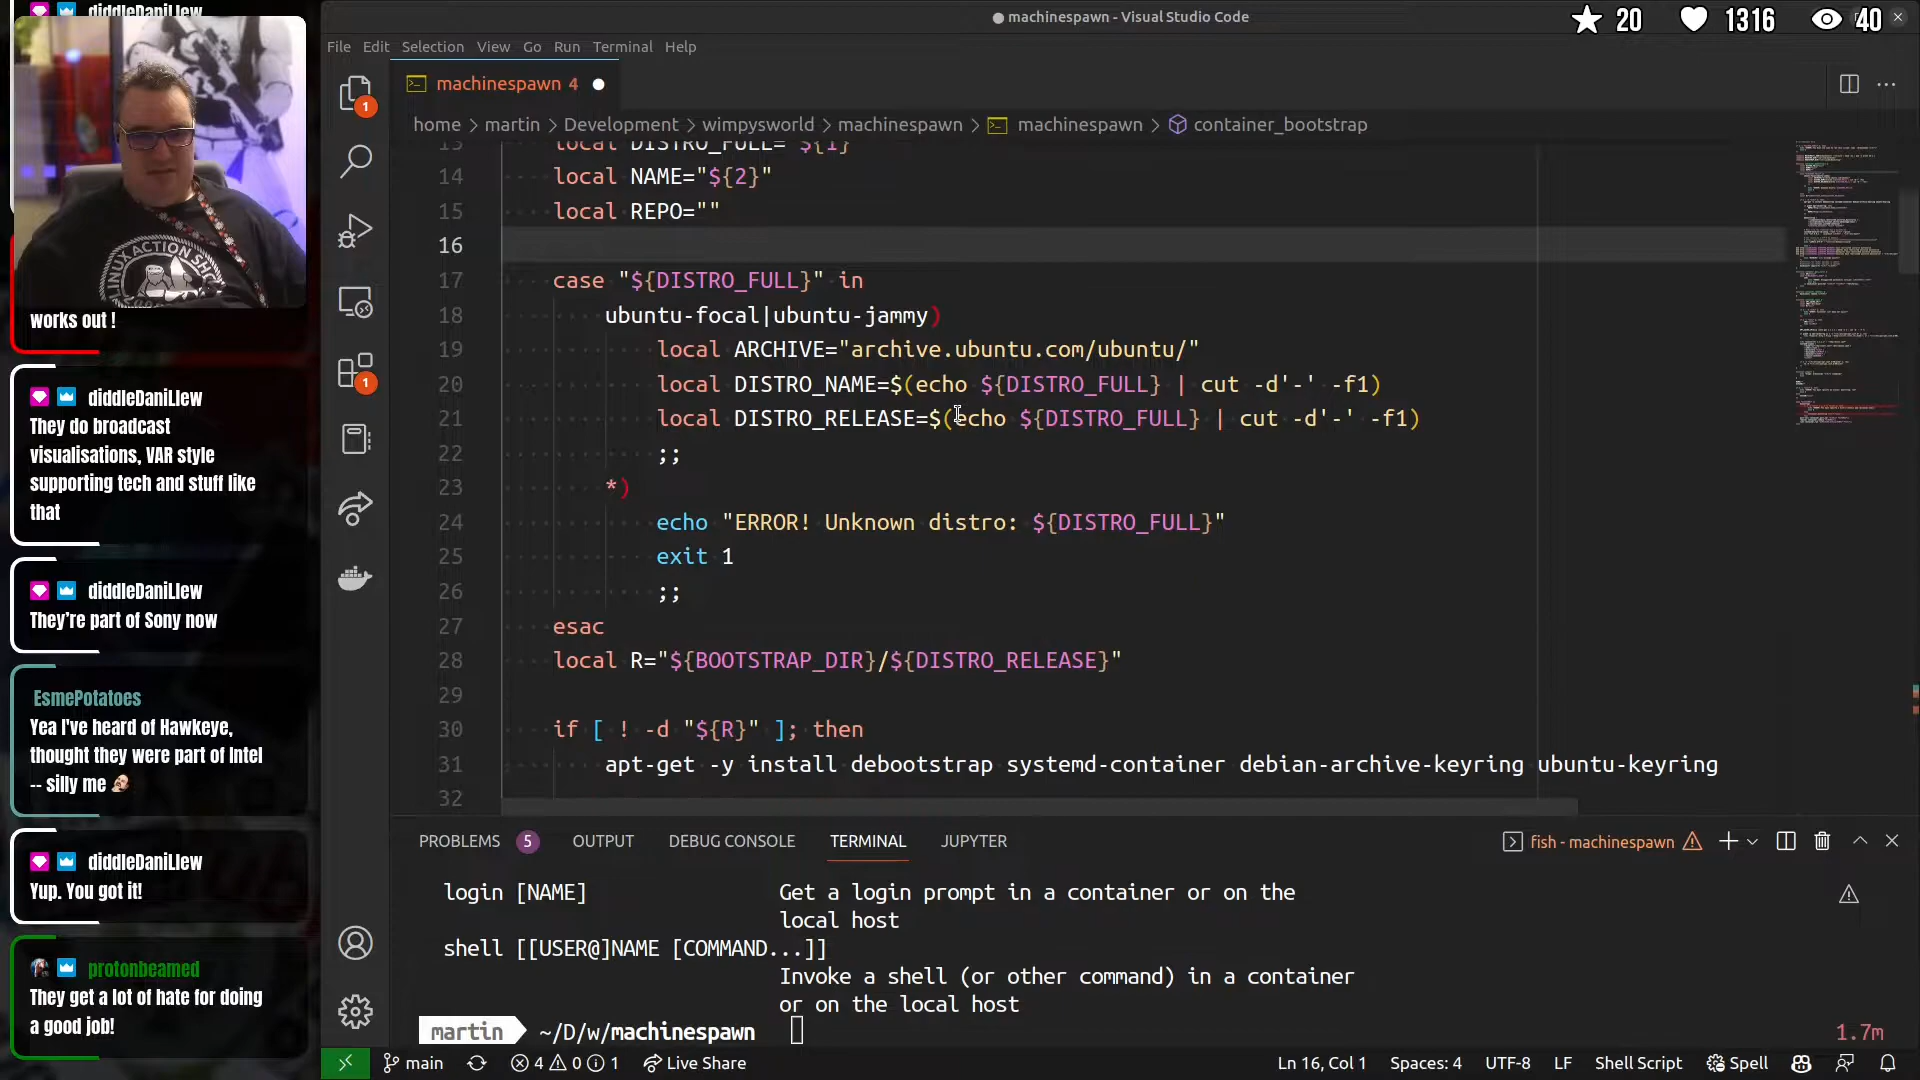 diddleDaniLlew
works out !
diddleDaniLlew
They do broadcast
visualisations, VAR style
supporting tech and stuff like
that
diddleDaniLlew
They're part of Sony now
EsmePotatoes
Yea I've heard of Hawkeye,
thought they were part of Intel
-- silly me
diddleDaniLlew
Yup. You got it!
protonbeamed
They get a lot of hate for doing
a good job!
LINUX ACTION SHOW
machinespawn - Visual Studio Code
20 1316 40
File Edit Selection View Go Run Terminal Help
machinespawn 4
home > martin > Development > wimpysworld > machinespawn > machinespawn > container_bootstrap
13 local DISTRO_FULL="${1}"
14 local NAME="${2}"
15 local REPO=""
16
17 case "${DISTRO_FULL}" in
18 ubuntu-focal|ubuntu-jammy)
19 local ARCHIVE="archive.ubuntu.com/ubuntu/"
20 local DISTRO_NAME=$(echo ${DISTRO_FULL} | cut -d'-' -f1)
21 local DISTRO_RELEASE=$(echo ${DISTRO_FULL} | cut -d'-' -f1)
22 ;;
23 *)
24 echo "ERROR! Unknown distro: ${DISTRO_FULL}"
25 exit 1
26 ;;
27 esac
28 local R="${BOOTSTRAP_DIR}/${DISTRO_RELEASE}"
29
30 if [ ! -d "${R}" ]; then
31 apt-get -y install debootstrap systemd-container debian-archive-keyring ubuntu-keyring
32
1
1
PROBLEMS 5 OUTPUT DEBUG CONSOLE TERMINAL JUPYTER
fish - machinespawn
login [NAME] Get a login prompt in a container or on the
local host
shell [[USER@]NAME [COMMAND...]]
Invoke a shell (or other command) in a container
or on the local host
martin ~/D/w/machinespawn
1.7m
main 4 0 1 Live Share
Ln 16, Col 1 Spaces: 4 UTF-8 LF Shell Script Spell